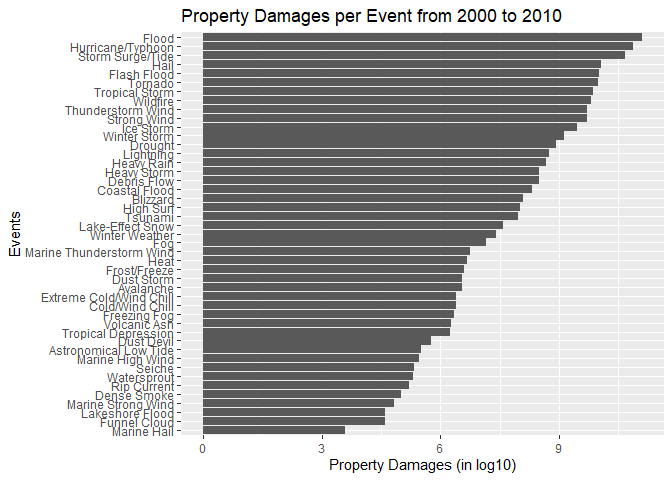 Property Damages per Event from 2000 to 2010
Flood
Hurricane/Typhoon
Storm Surge/Tide
Hail
Flash Flood
Tornado
Tropical Storm
Wildfire
Thunderstorm Wind
Strong Wind
Ice Storm
Winter Storm
Drought
Lightning
Heavy Rain
Heavy Storm
Debris Flow
Coastal Flood
Blizzard
High Surf
Tsunami
Lake-Effect Snow
Winter Weather
Fog
Marine Thunderstorm Wind
Heat
Frost/Freeze
Dust Storm
Avalanche
Extreme Cold/Wind Chill
Cold/Wind Chill
Freezing Fog
Volcanic Ash
Tropical Depression
Dust Devil
Astronomical Low Tide
Marine High Wind
Seiche
Watersport
Rip Current
Dense Smoke
Marine Strong Wind
Lakeshore Flood
Funnel Cloud
Marine Hail
Events
0 3 6 9
Property Damages (in log10)